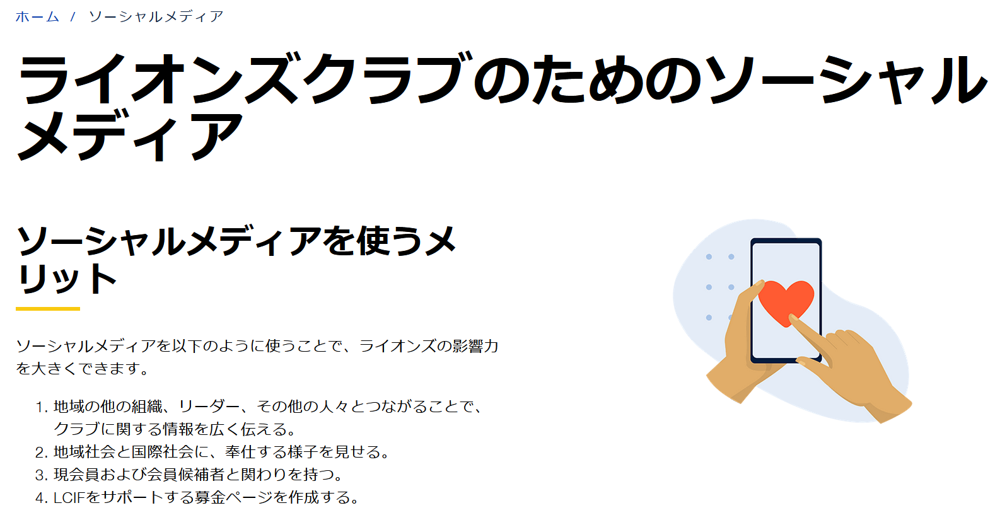 ホーム / ソーシャルメディア
ライオンズクラブのためのソーシャル
メディア
ソーシャルメディアを使うメ
リット
ソーシャルメディアを以下のように使うことで、ライオンズの影響力
を大きくできます。
1. 地域の他の組織、リーダー、その他の人々とつながることで、
クラブに関する情報を広く伝える。
2. 地域社会と国際社会に、奉仕する様子を見せる。
3. 現会員および会員候補者と関わりを持つ。
4. LCIFをサポートする募金ページを作成する。